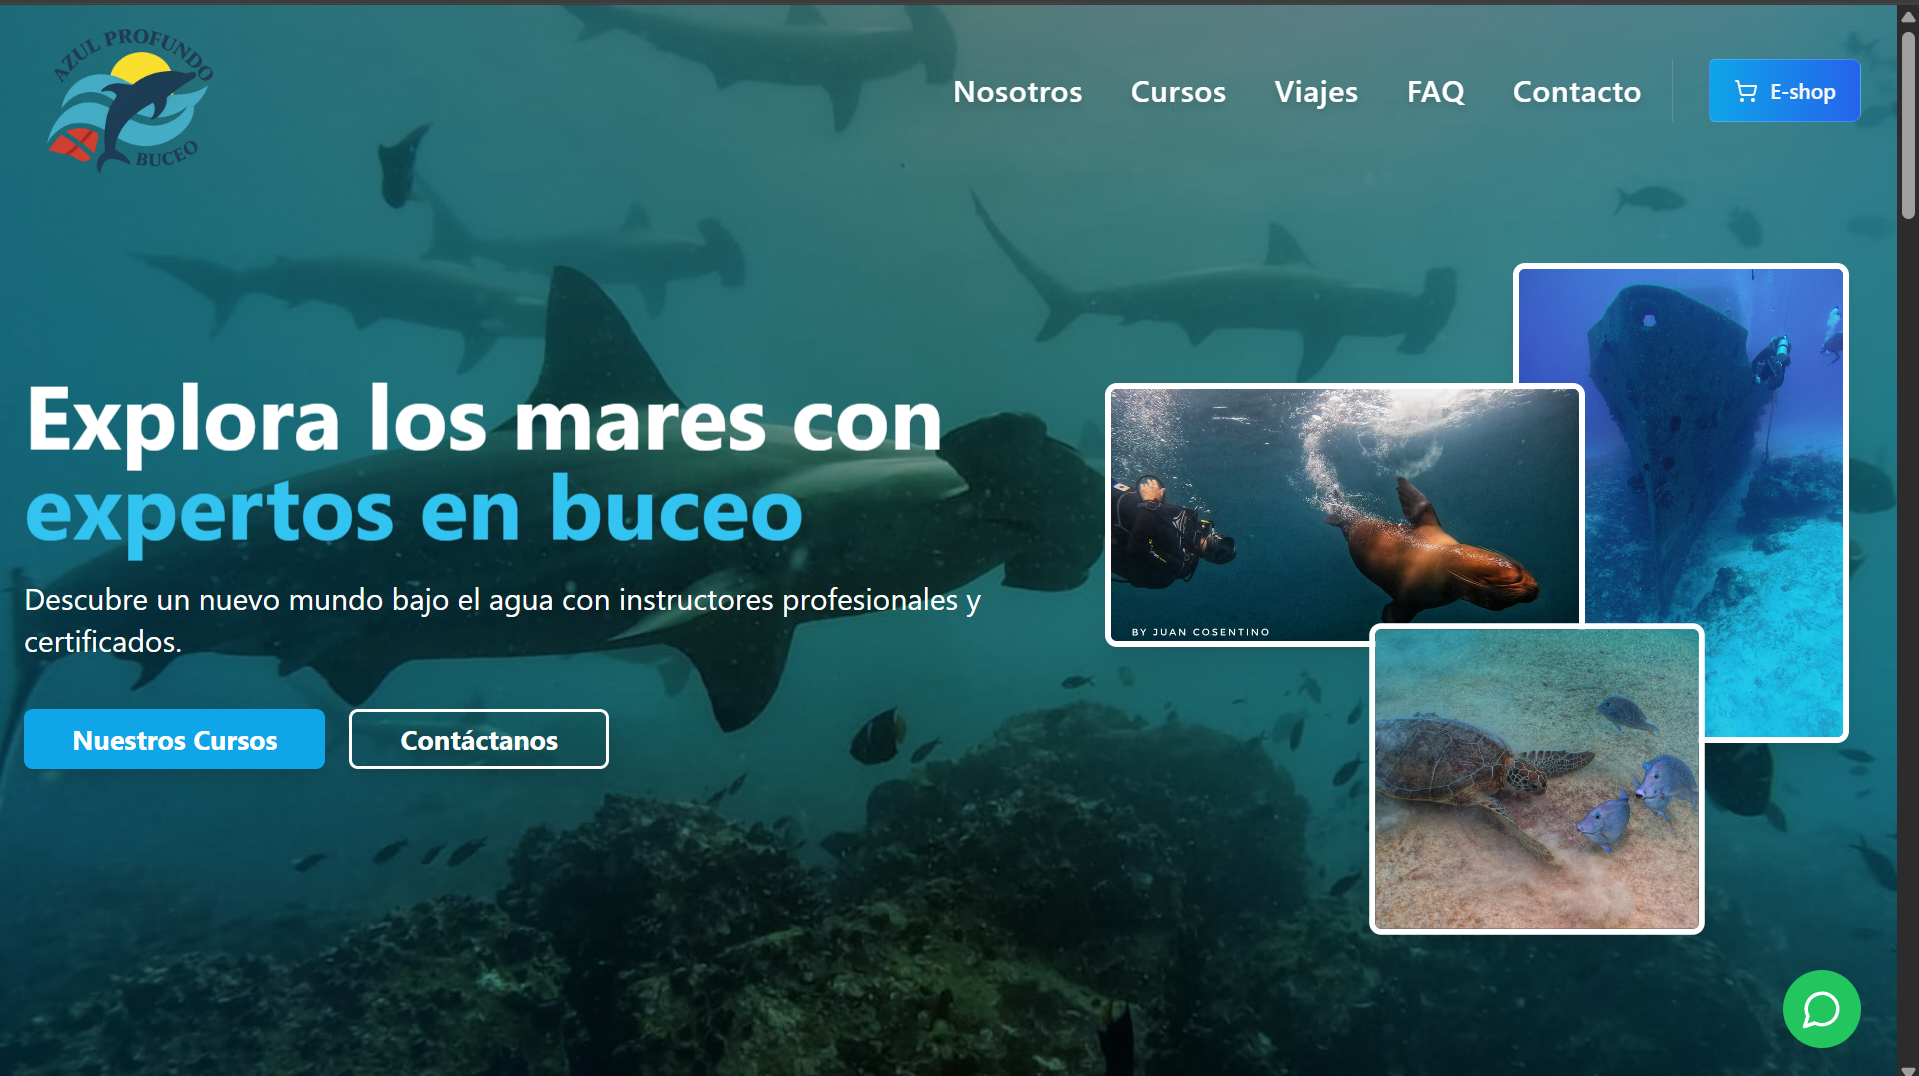 AZUL PROFUNDO
BUCEO
Nosotros
Cursos
Viajes
FAQ
Contacto
E-shop
Explora los mares con
expertos en buceo
Descubre un nuevo mundo bajo el agua con instructores profesionales y
certificados.
Nuestros Cursos
Contáctanos
BY JUAN COSENTINO